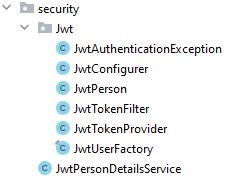 security
Jwt
JwtAuthenticationException
JwtConfigurer
JwtPerson
JwtTokenFilter
JwtTokenProvider
JwtUserFactory
JwtPersonDetailsService